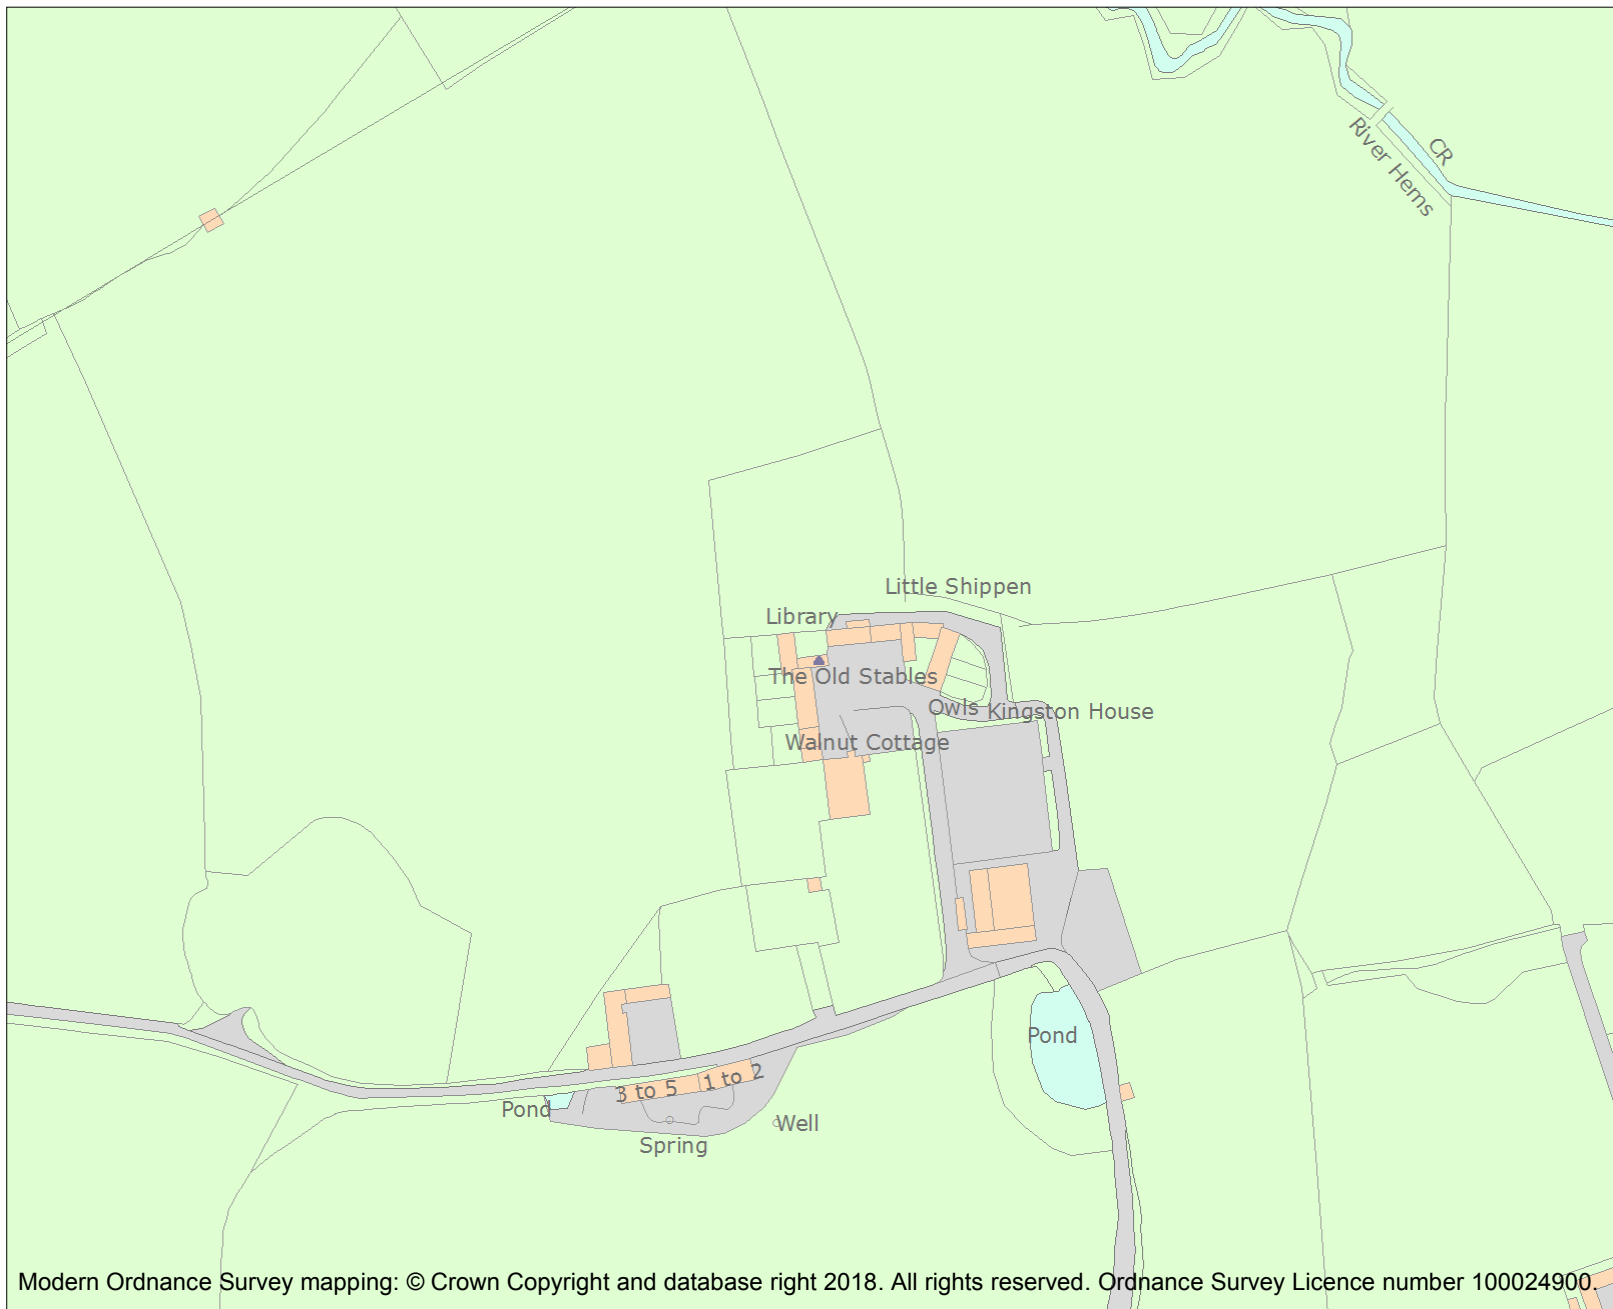 CR
River Hems
Little Shippen
Library
The Old Stables
Owls
Kingston House
Walnut Cottage
Pond
3 to 5
1 to 2
Pond
Well
Spring
Modern Ordnance Survey mapping: © Crown Copyright and database right 2018. All rights reserved. Ordnance Survey Licence number 100024900.